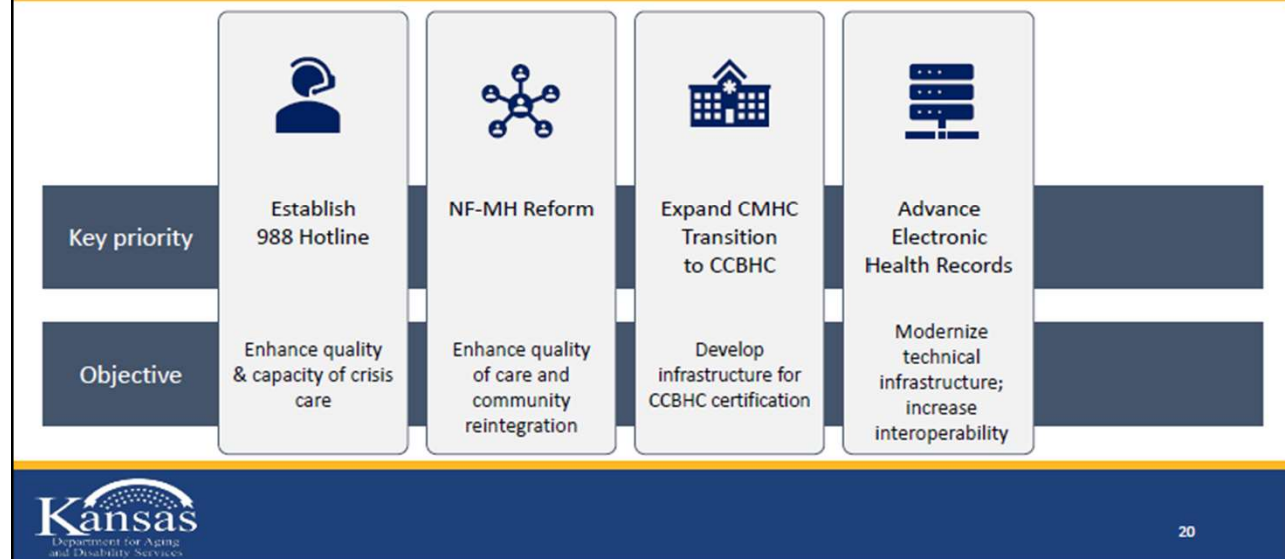 Key priority
Establish
988 Hotline
NF-MH Reform
Expand CMHC
Transition
to CCBHC
Advance
Electronic
Health Records
Objective
Enhance quality
& capacity of crisis
care
Enhance quality
of care and
community
reintegration
Develop
infrastructure for
CCBHC certification
Modernize
technical
infrastructure;
increase
interoperability
Kansas
Department for Aging
and Disability Services
20